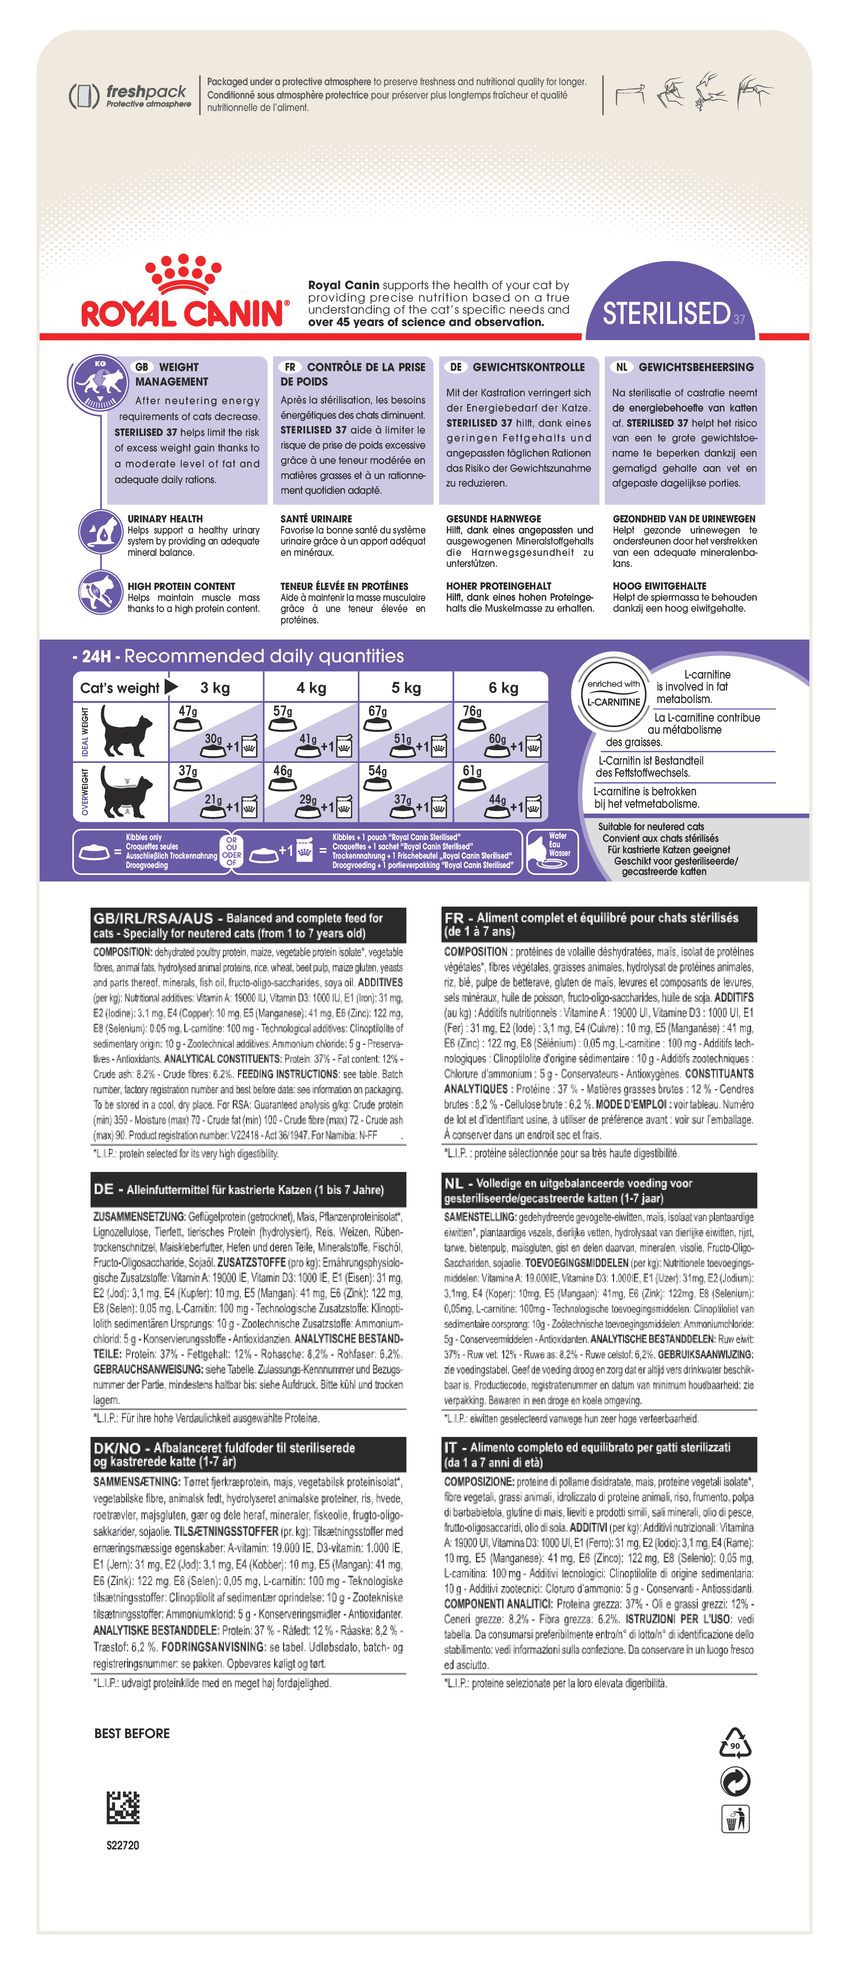 freshpack
Protective atmosphere
Packaged under a protective atmosphere to preserve freshness and nutritional quality for longer.
Conditionné sous atmosphère protectrice pour préserver plus longtemps fraîcheur et qualité
nutritionnelle de l'aliment.
ROYAL CANIN®
Royal Canin supports the health of your cat by
providing precise nutrition based on a true
understanding of the cat's specific needs and
over 45 years of science and observation.
STERILISED 37
KG
GB WEIGHT
MANAGEMENT
After neutering energy
requirements of cats decrease.
STERILISED 37 helps limit the risk
of excess weight gain thanks to
a moderate level of fat and
adequate daily rations.
FR CONTRÔLE DE LA PRISE
DE POIDS
Après la stérilisation, les besoins
énergétiques des chats diminuent.
STERILISED 37 aide à limiter le
risque de prise de poids excessive
grâce à une teneur modérée en
matières grasses et à un rationne-
ment quotidien adapté.
DE GEWICHTSKONTROLLE
Mit der Kastration verringert sich
der Energiebedarf der Katze.
STERILISED 37 hilft, dank eines
geringen Fettgehalts und
angepassten täglichen Rationen
das Risiko der Gewichtszunahme
zu reduzieren.
NL GEWICHTSBEHEERSING
Na sterilisatie of castratie neemt
de energiebehoefte van katten
af. STERILISED 37 helpt het risico
van een te grote gewichtstoe-
name te beperken dankzij een
gematigd gehalte aan vet en
afgepaste dagelijkse porties.
URINARY HEALTH
Helps support a healthy urinary
system by providing an adequate
mineral balance.
SANTÉ URINAIRE
Favorise la bonne santé du système
urinaire grâce à un apport adéquat
en minéraux.
GESUNDE HARNWEGE
Hilft, dank eines angepassten und
ausgewogenen Mineralstoffgehalts
die Harnwegsgesundheit zu
unterstützen.
GEZONDHEID VAN DE URINEWEGEN
Helpt gezonde urinewegen te
ondersteunen door het verstrekken
van een adequate mineralenba-
lans.
HIGH PROTEIN CONTENT
Helps maintain muscle mass
thanks to a high protein content.
TENEUR ÉLEVÉE EN PROTÉINES
Aide à maintenir la masse musculaire
grâce à une teneur élevée en
protéines.
HOHER PROTEINGEHALT
Hilft, dank eines hohen Proteinge-
halts die Muskelmasse zu erhalten.
HOOG EIWITGEHALTE
Helpt de spiermassa te behouden
dankzij een hoog eiwitgehalte.
- 24H - Recommended daily quantities
Cat's weight 3 kg 4 kg 5 kg 6 kg
IDEAL WEIGHT
47g 57g 67g 76g
30g +1 41g +1 51g +1 60g +1
OVERWEIGHT
37g 46g 54g 61g
21g +1 29g +1 37g +1 44g +1
=
Kibbles only
Croquettes seules
Ausschließlich Trockennahrung
Droogvoeding
OR
OU
ODER
OF
+1 =
Kibbles + 1 pouch "Royal Canin Sterilised"
Croquettes + 1 sachet "Royal Canin Sterilised"
Trockennahrung + 1 Frischebeutel „Royal Canin Sterilised"
Droogvoeding + 1 portieverpakking "Royal Canin Sterilised"
Water
Eau
Wasser
enriched with
L-CARNITINE
L-carnitine
is involved in fat
metabolism.
La L-carnitine contribue
au métabolisme
des graisses.
L-Carnitin ist Bestandteil
des Fettstoffwechsels.
L-carnitine is betrokken
bij het vetmetabolisme.
Suitable for neutered cats
Convient aux chats stérilisés
Für kastrierte Katzen geeignet
Geschikt voor gesteriliseerde/
gecastreerde katten
GB/IRL/RSA/AUS - Balanced and complete feed for
cats - Specially for neutered cats (from 1 to 7 years old)
COMPOSITION: dehydrated poultry protein, maize, vegetable protein isolate*, vegetable
fibres, animal fats, hydrolysed animal proteins, rice, wheat, beet pulp, maize gluten, yeasts
and parts thereof, minerals, fish oil, fructo-oligo-saccharides, soya oil. ADDITIVES
(per kg): Nutritional additives: Vitamin A: 19000 IU, Vitamin D3: 1000 IU, E1 (Iron): 31 mg,
E2 (Iodine): 3.1 mg, E4 (Copper): 10 mg, E5 (Manganese): 41 mg, E6 (Zinc): 122 mg,
E8 (Selenium): 0.05 mg, L-carnitine: 100 mg - Technological additives: Clinoptilolite of
sedimentary origin: 10 g - Zootechnical additives: Ammonium chloride: 5 g - Preserva-
tives - Antioxidants. ANALYTICAL CONSTITUENTS: Protein: 37% - Fat content: 12% -
Crude ash: 8.2% - Crude fibres: 6.2%. FEEDING INSTRUCTIONS: see table. Batch
number, factory registration number and best before date: see information on packaging.
To be stored in a cool, dry place. For RSA: Guaranteed analysis g/kg: Crude protein
(min) 350 - Moisture (max) 70 - Crude fat (min) 100 - Crude fibre (max) 72 - Crude ash
(max) 90. Product registration number: V22418 - Act 36/1947. For Namibia: N-FF .
*L.I.P.: protein selected for its very high digestibility.
FR - Aliment complet et équilibré pour chats stérilisés
(de 1 à 7 ans)
COMPOSITION : protéines de volaille déshydratées, maïs, isolat de protéines
végétales*, fibres végétales, graisses animales, hydrolysat de protéines animales,
riz, blé, pulpe de betterave, gluten de maïs, levures et composants de levures,
sels minéraux, huile de poisson, fructo-oligo-saccharides, huile de soja. ADDITIFS
(au kg) : Additifs nutritionnels : Vitamine A : 19000 UI, Vitamine D3 : 1000 UI, E1
(Fer) : 31 mg, E2 (Iode) : 3,1 mg, E4 (Cuivre) : 10 mg, E5 (Manganèse) : 41 mg,
E6 (Zinc) : 122 mg, E8 (Sélénium) : 0,05 mg, L-carnitine : 100 mg - Additifs tech-
nologiques : Clinoptilolite d'origine sédimentaire : 10 g - Additifs zootechniques :
Chlorure d'ammonium : 5 g - Conservateurs - Antioxygènes. CONSTITUANTS
ANALYTIQUES : Protéine : 37 % - Matières grasses brutes : 12 % - Cendres
brutes : 8,2 % - Cellulose brute : 6,2 %. MODE D'EMPLOI : voir tableau. Numéro
de lot et d'identifiant usine, à utiliser de préférence avant : voir sur l'emballage.
À conserver dans un endroit sec et frais.
*L.I.P. : protéine sélectionnée pour sa très haute digestibilité.
DE - Alleinfuttermittel für kastrierte Katzen (1 bis 7 Jahre)
ZUSAMMENSETZUNG: Geflügelprotein (getrocknet), Mais, Pflanzenproteinisolat*,
Lignozellulose, Tierfett, tierisches Protein (hydrolysiert), Reis, Weizen, Rüben-
trockenschnitzel, Maiskleberfutter, Hefen und deren Teile, Mineralstoffe, Fischöl,
Fructo-Oligosaccharide, Sojaöl. ZUSATZSTOFFE (pro kg): Ernährungsphysiolo-
gische Zusatzstoffe: Vitamin A: 19000 IE, Vitamin D3: 1000 IE, E1 (Eisen): 31 mg,
E2 (Jod): 3,1 mg, E4 (Kupfer): 10 mg, E5 (Mangan): 41 mg, E6 (Zink): 122 mg,
E8 (Selen): 0,05 mg, L-Carnitin: 100 mg - Technologische Zusatzstoffe: Klinopti-
lolith sedimentären Ursprungs: 10 g - Zootechnische Zusatzstoffe: Ammonium-
chlorid: 5 g - Konservierungsstoffe - Antioxidanzien. ANALYTISCHE BESTAND-
TEILE: Protein: 37% - Fettgehalt: 12% - Rohasche: 8,2% - Rohfaser: 6,2%.
GEBRAUCHSANWEISUNG: siehe Tabelle. Zulassungs-Kennnummer und Bezugs-
nummer der Partie, mindestens haltbar bis: siehe Aufdruck. Bitte kühl und trocken
lagern.
*L.I.P.: Für ihre hohe Verdaulichkeit ausgewählte Proteine.
NL - Volledige en uitgebalanceerde voeding voor
gesteriliseerde/gecastreerde katten (1-7 jaar)
SAMENSTELLING: gedehydreerde gevogelte-eiwitten, maïs, isolaat van plantaardige
eiwitten*, plantaardige vezels, dierlijke vetten, hydrolysaat van dierlijke eiwitten, rijst,
tarwe, bietenpulp, maisgluten, gist en delen daarvan, mineralen, visolie, Fructo-Oligo-
Sacchariden, sojaolie. TOEVOEGINGSMIDDELEN (per kg): Nutritionele toevoegings-
middelen: Vitamine A: 19.000IE, Vitamine D3: 1.000IE, E1 (IJzer): 31mg, E2 (Jodium):
3,1mg, E4 (Koper): 10mg, E5 (Mangaan): 41mg, E6 (Zink): 122mg, E8 (Selenium):
0,05mg, L-carnitine: 100mg - Technologische toevoegingsmiddelen: Clinoptiloliet van
sedimentaire oorsprong: 10g - Zoötechnische toevoegingsmiddelen: Ammoniumchloride:
5g - Conserveermiddelen - Antioxidanten. ANALYTISCHE BESTANDDELEN: Ruw eiwit:
37% - Ruw vet: 12% - Ruwe as: 8,2% - Ruwe celstof: 6,2%. GEBRUIKSAANWIJZING:
zie voedingstabel. Geef de voeding droog en zorg dat er altijd vers drinkwater beschik-
baar is. Productiecode, registratienummer en datum van minimum houdbaarheid: zie
verpakking. Bewaren in een droge en koele omgeving.
*L.I.P.: eiwitten geselecteerd vanwege hun zeer hoge verteerbaarheid.
DK/NO - Afbalanceret fuldfoder til steriliserede
og kastrerede katte (1-7 år)
SAMMENSÆTNING: Tørret fjerkræprotein, majs, vegetabilsk proteinisolat*,
vegetabilske fibre, animalsk fedt, hydrolyseret animalske proteiner, ris, hvede,
roetrævler, majsgluten, gær og dele heraf, mineraler, fiskeolie, frugto-oligo-
sakkarider, sojaolie. TILSÆTNINGSSTOFFER (pr. kg): Tilsætningsstoffer med
ernæringsmæssige egenskaber: A-vitamin: 19.000 IE, D3-vitamin: 1.000 IE,
E1 (Jern): 31 mg, E2 (Jod): 3,1 mg, E4 (Kobber): 10 mg, E5 (Mangan): 41 mg,
E6 (Zink): 122 mg, E8 (Selen): 0,05 mg, L-carnitin: 100 mg - Teknologiske
tilsætningsstoffer: Clinoptilolit af sedimentær oprindelse: 10 g - Zootekniske
tilsætningsstoffer: Ammoniumklorid: 5 g - Konserveringsmidler - Antioxidanter.
ANALYTISKE BESTANDDELE: Protein: 37 % - Råfedt: 12 % - Råaske: 8,2 % -
Træstof: 6,2 %. FODRINGSANVISNING: se tabel. Udløbsdato, batch- og
registreringsnummer: se pakken. Opbevares køligt og tørt.
*L.I.P.: udvalgt proteinkilde med en meget høj fordøjelighed.
IT - Alimento completo ed equilibrato per gatti sterilizzati
(da 1 a 7 anni di età)
COMPOSIZIONE: proteine di pollame disidratate, mais, proteine vegetali isolate*,
fibre vegetali, grassi animali, idrolizzato di proteine animali, riso, frumento, polpa
di barbabietola, glutine di mais, lieviti e prodotti simili, sali minerali, olio di pesce,
frutto-oligosaccaridi, olio di soia. ADDITIVI (per kg): Additivi nutrizionali: Vitamina
A: 19000 UI, Vitamina D3: 1000 UI, E1 (Ferro): 31 mg, E2 (Iodio): 3,1 mg, E4 (Rame):
10 mg, E5 (Manganese): 41 mg, E6 (Zinco): 122 mg, E8 (Selenio): 0,05 mg,
L-carnitina: 100 mg - Additivi tecnologici: Clinoptilolite di origine sedimentaria:
10 g - Additivi zootecnici: Cloruro d'ammonio: 5 g - Conservanti - Antiossidanti.
COMPONENTI ANALITICI: Proteina grezza: 37% - Oli e grassi grezzi: 12% -
Ceneri grezze: 8,2% - Fibra grezza: 6,2%. ISTRUZIONI PER L'USO: vedi
tabella. Da consumarsi preferibilmente entro/n° di lotto/n° di identificazione dello
stabilimento: vedi informazioni sulla confezione. Da conservare in un luogo fresco
ed asciutto.
*L.I.P.: proteine selezionate per la loro elevata digeribilità.
BEST BEFORE
90
S22720